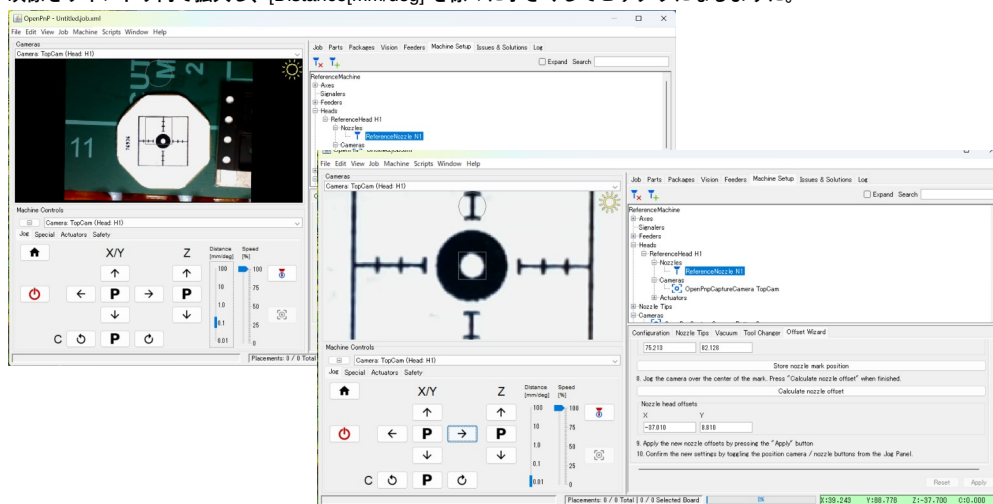 OpenPnP - Untitled.job.xml
File Edit View Job Machine Scripts Window Help
Cameras
Camera: TopCam (Head: H1)
11
Machine Controls
Camera: TopCam (Head: H1)
Jog Special Actuators Safety
X/Y Z
Distance [mm/deg]
Speed [%]
100 100
10 75
1.0 50
0.1 25
0.01 0
P P
C P
Placements: 0 / 0 Total
Job Parts Packages Vision Feeders Machine Setup Issues & Solutions Log
Expand Search
ReferenceMachine
Axes
Signalers
Feeders
Heads
ReferenceHead H1
Nozzles
ReferenceNozzle N1
Cameras
File Edit View Job Machine Scripts Window Help
Cameras
Camera: TopCam (Head: H1)
Machine Controls
Camera: TopCam (Head: H1)
Jog Special Actuators Safety
X/Y Z
Distance [mm/deg]
Speed [%]
100 100
10 75
1.0 50
0.1 25
0.01 0
P P
C P
Job Parts Packages Vision Feeders Machine Setup Issues & Solutions Log
Expand Search
ReferenceMachine
Axes
Signalers
Feeders
Heads
ReferenceHead H1
Nozzles
ReferenceNozzle N1
Cameras
OpenPnpCaptureCamera TopCam
Actuators
Nozzle Tips
Cameras
Configuration Nozzle Tips Vacuum Tool Changer Offset Wizard
75.213 82.128
Store nozzle mark position
8. Jog the camera over the center of the mark. Press "Calculate nozzle offset" when finished.
Calculate nozzle offset
Nozzle head offsets
X Y
-37.010 8.810
9. Apply the new nozzle offsets by pressing the "Apply" button
10. Confirm the new settings by toggling the position camera / nozzle buttons from the Jog Panel.
Reset Apply
Placements: 0 / 0 Total | 0 / 0 Selected Board 0% X:39.243 Y:88.778 Z:-37.700 C:0.000